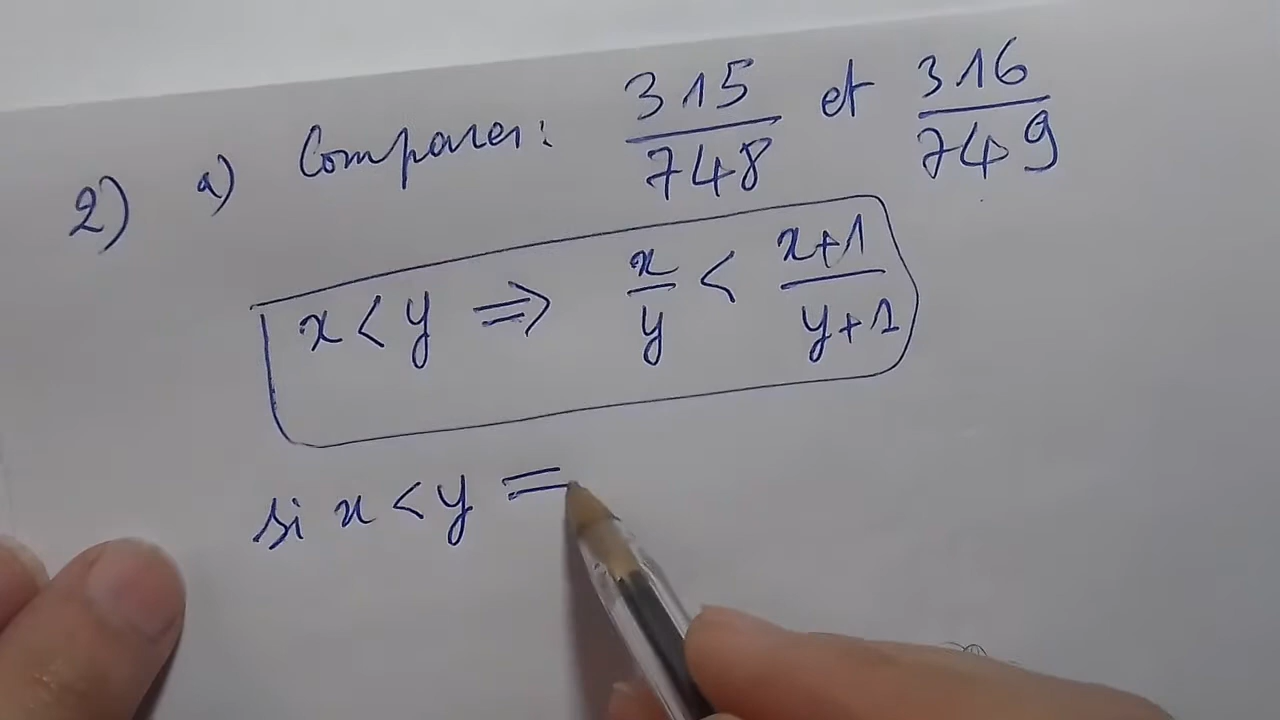 2) a) Comparer : 315/748 et 316/749
x < y ⇒ x/y < x+1/y+1
si x < y =